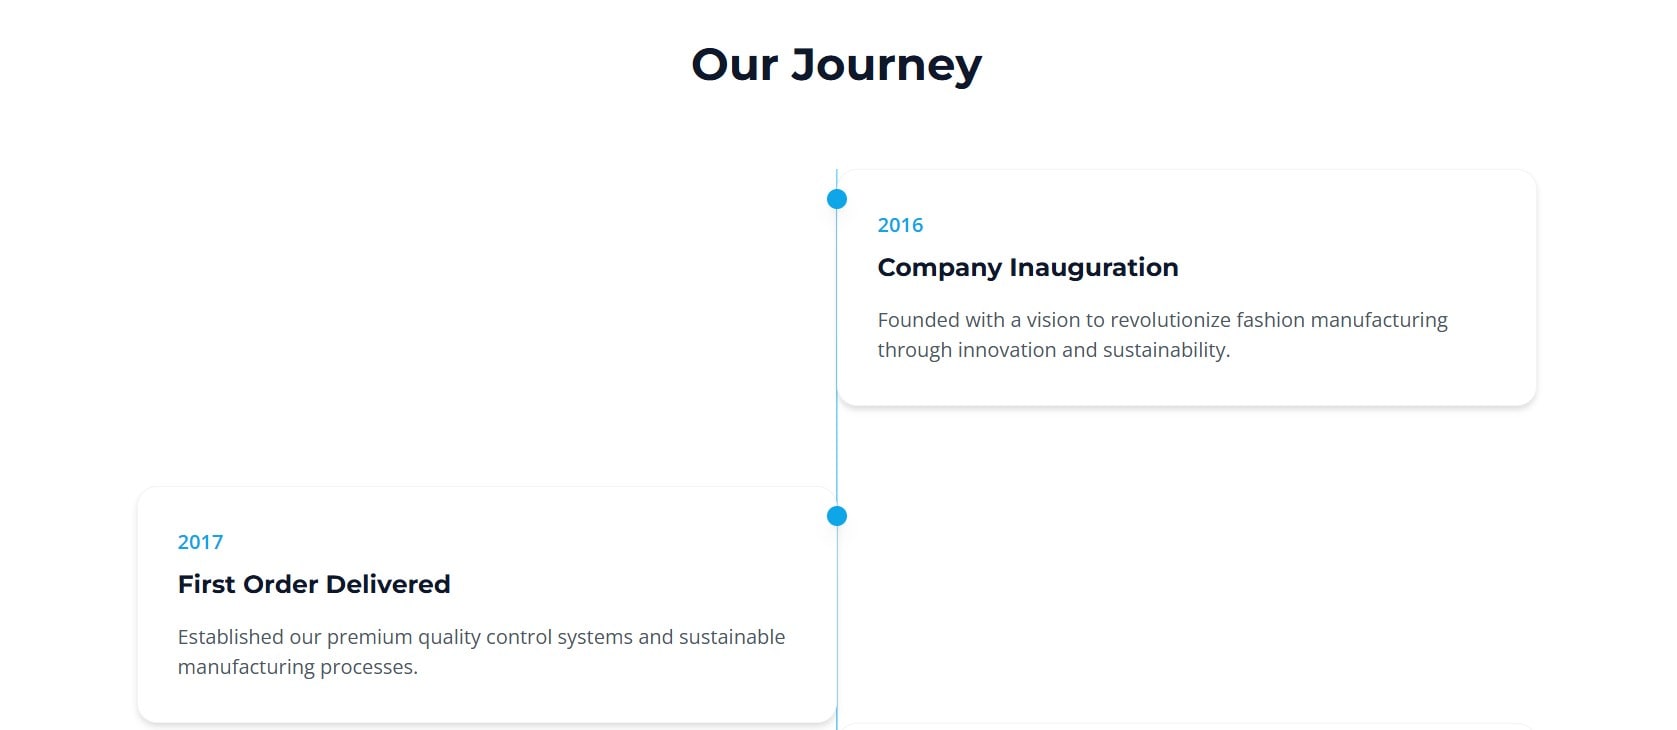 Our Journey
2016
Company Inauguration
Founded with a vision to revolutionize fashion manufacturing
through innovation and sustainability.
2017
First Order Delivered
Established our premium quality control systems and sustainable
manufacturing processes.